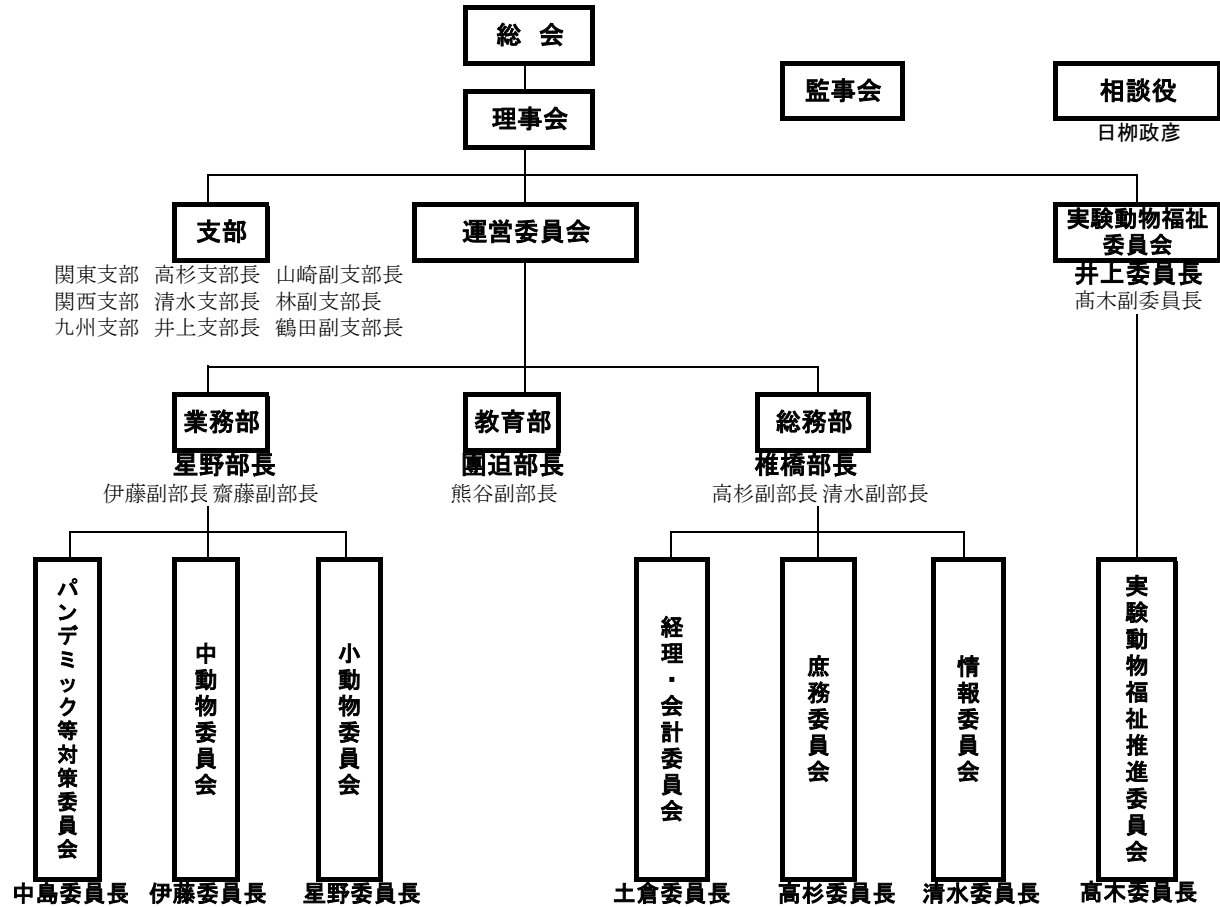 総 会
理事会
監事会
相談役
日栁政彦
支部
関東支部 高杉支部長 山崎副支部長
関西支部 清水支部長 林副支部長
九州支部 井上支部長 鶴田副支部長
運営委員会
実験動物福祉
委員会
井上委員長
髙木副委員長
業務部
星野部長
伊藤副部長 齋藤副部長
教育部
團迫部長
熊谷副部長
総務部
椎橋部長
高杉副部長 清水副部長
パンデミック等対策委員会
中島委員長
中動物委員会
伊藤委員長
小動物委員会
星野委員長
経理・会計委員会
土倉委員長
庶務委員会
高杉委員長
情報委員会
清水委員長
実験動物福祉推進委員会
髙木委員長